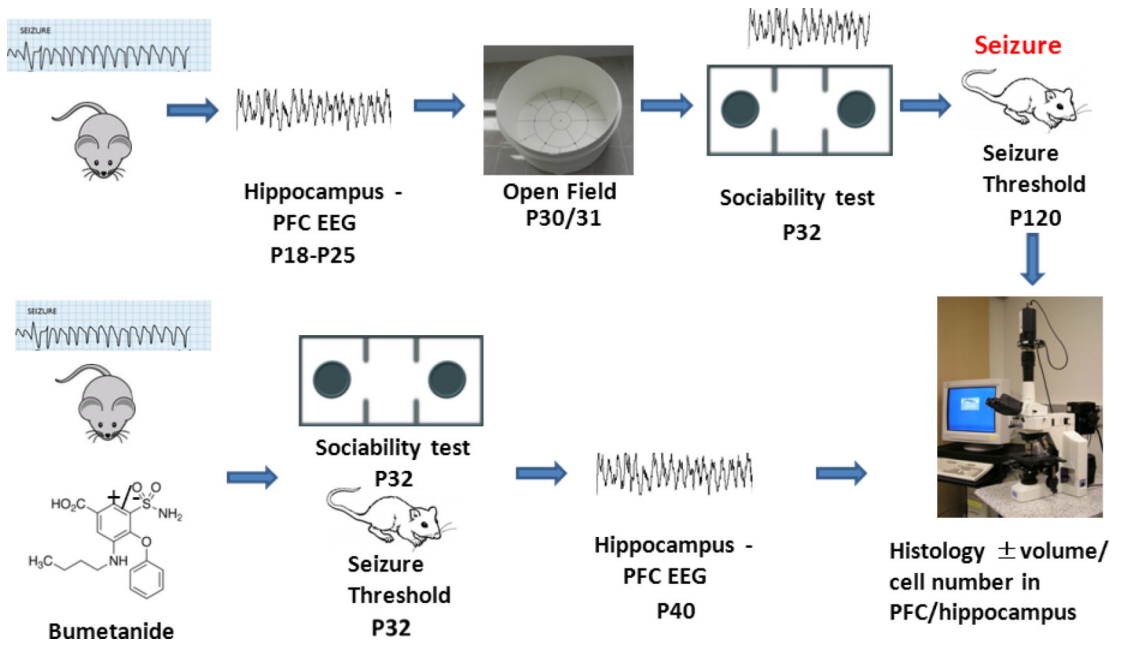 SEIZURE
Seizure
Hippocampus -
PFC EEG
P18-P25
Open Field
P30/31
Sociability test
P32
Seizure
Threshold
P120
SEIZURE
Sociability test
P32
Seizure
Threshold
P32
+/-
HO₂C
O O
S
NH₂
O
NH
H₃C
Bumetanide
Hippocampus -
PFC EEG
P40
Histology ± volume/
cell number in
PFC/hippocampus